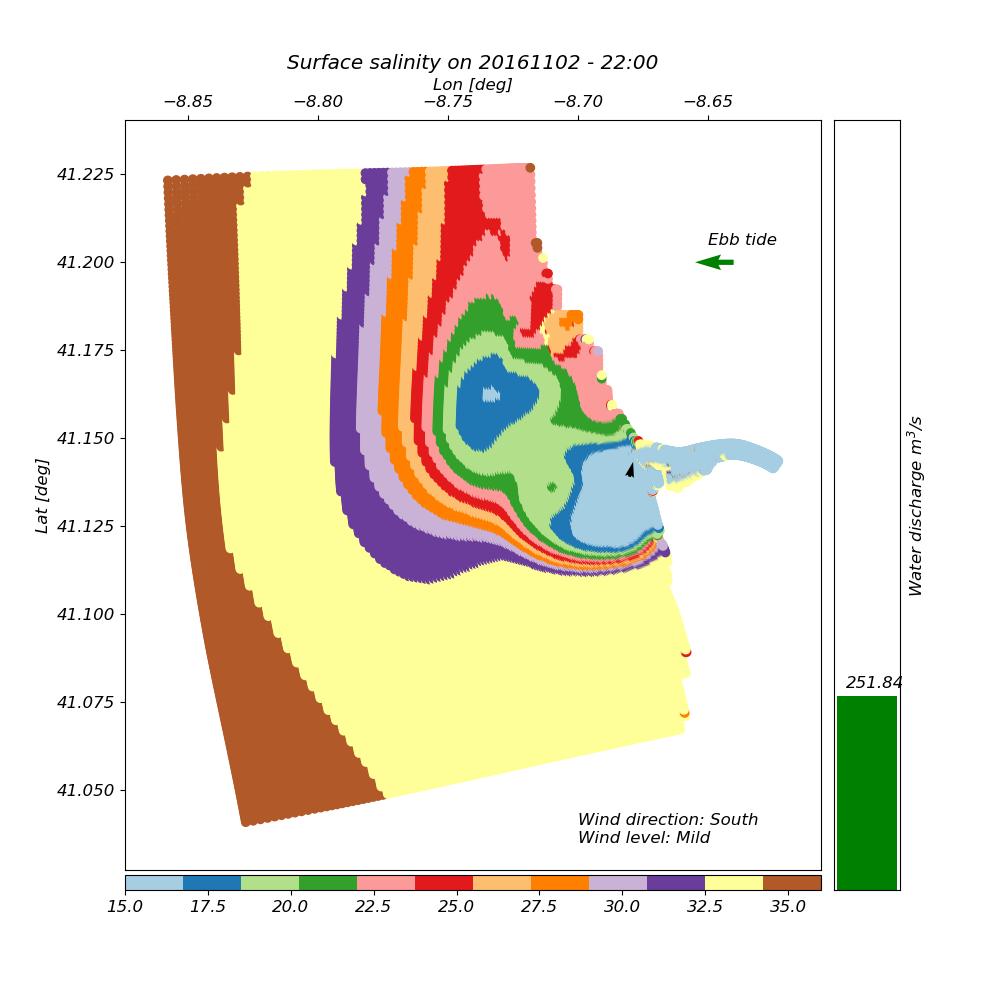 Surface salinity on 20161102 - 22:00
Lon [deg]
−8.85 −8.80 −8.75 −8.70 −8.65
41.225
41.200
41.175
41.150
41.125
41.100
41.075
41.050
Lat [deg]
Ebb tide
Wind direction: South
Wind level: Mild
251.84
Water discharge m³/s
15.0 17.5 20.0 22.5 25.0 27.5 30.0 32.5 35.0